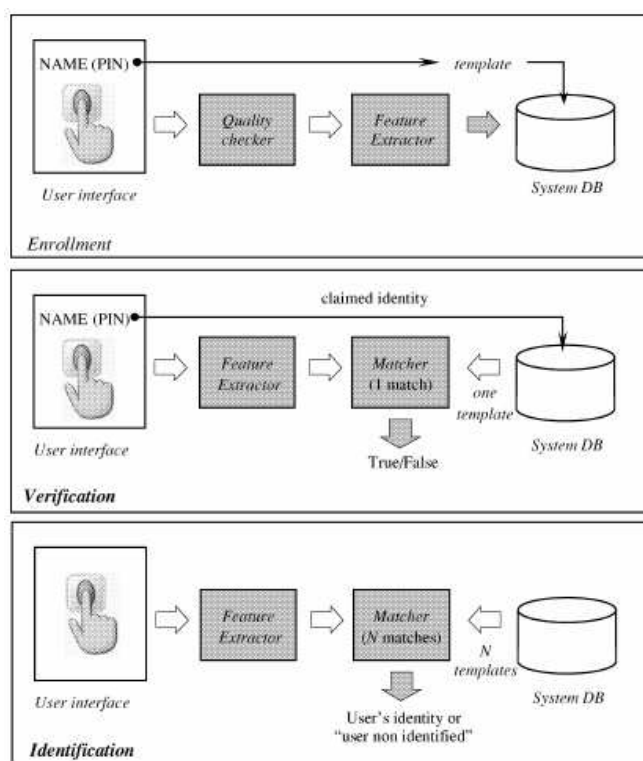 NAME (PIN)
template
Quality
checker
Feature
Extractor
User interface
System DB
Enrollment
claimed identity
NAME (PIN)
Feature
Extractor
Matcher
(1 match)
one
template
User interface
System DB
True/False
Verification
Feature
Extractor
Matcher
(N matches)
N
templates
User interface
System DB
User's identity or
"user non identified"
Identification